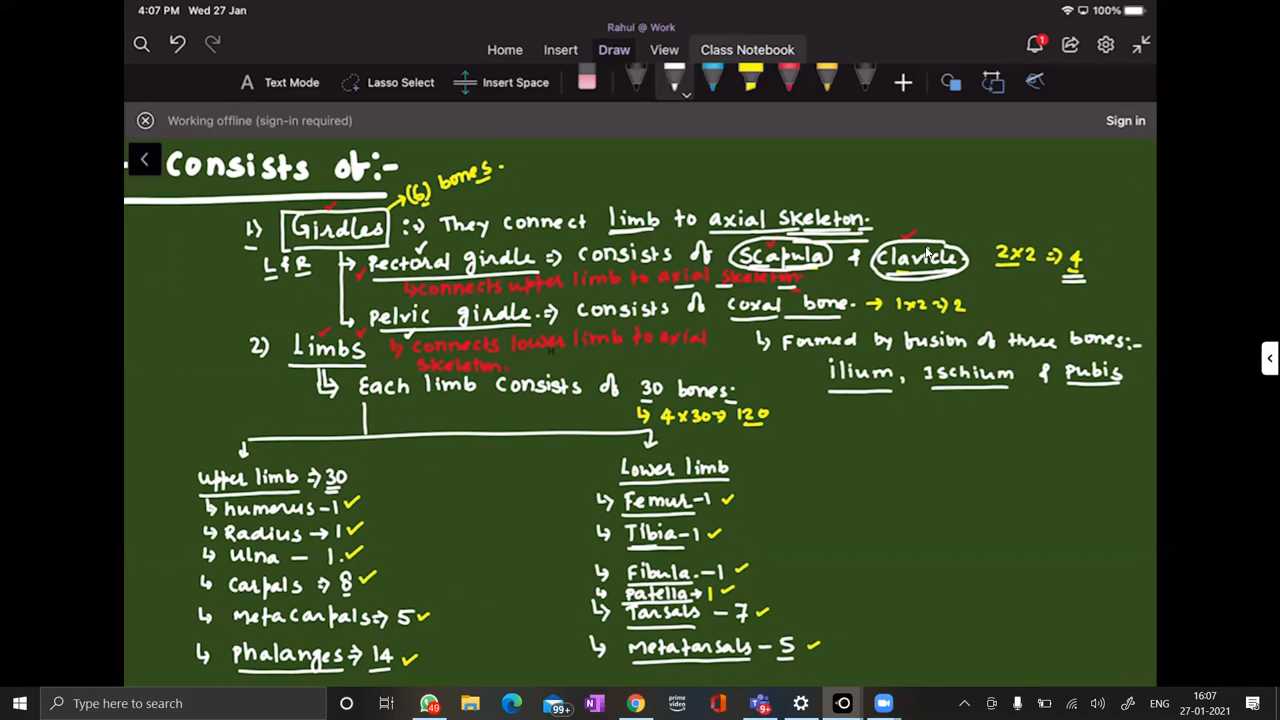 4:07 PM Wed 27 Jan
100%
Rahul @ Work
Home Insert Draw View Class Notebook
1
A Text Mode Lasso Select Insert Space
Working offline (sign-in required) Sign in
Consists of:-
→ (6) bones.
1) Girdles :→ They connect limb to axial skeleton.
L & R
↳ Pectoral girdle ⇒ consists of Scapula & Clavicle. 2×2 ⇒ 4
↳ connects upper limb to axial skeleton
↳ Pelvic girdle. ⇒ consists of coxal bone. → 1×2 ⇒ 2
2) Limbs ↳ connects lower limb to axial skeleton.
↳ Formed by fusion of three bones:-
ilium, Ischium & pubis
↳ Each limb consists of 30 bones:
↳ 4×30 ⇒ 120
upper limb ⇒ 30
↳ humerus - 1 ✓
↳ Radius → 1 ✓
↳ Ulna - 1. ✓
↳ Carpals ⇒ 8 ✓
↳ MetaCarpals ⇒ 5 ✓
↳ Phalanges ⇒ 14 ✓
Lower limb
↳ Femur - 1 ✓
↳ Tibia - 1 ✓
↳ Fibula. - 1 ✓
↳ Patella → 1 ✓
↳ Tarsals - 7 ✓
↳ metatarsals - 5 ✓
Type here to search
49
99+
prime video
9+
ENG
16:07
27-01-2021